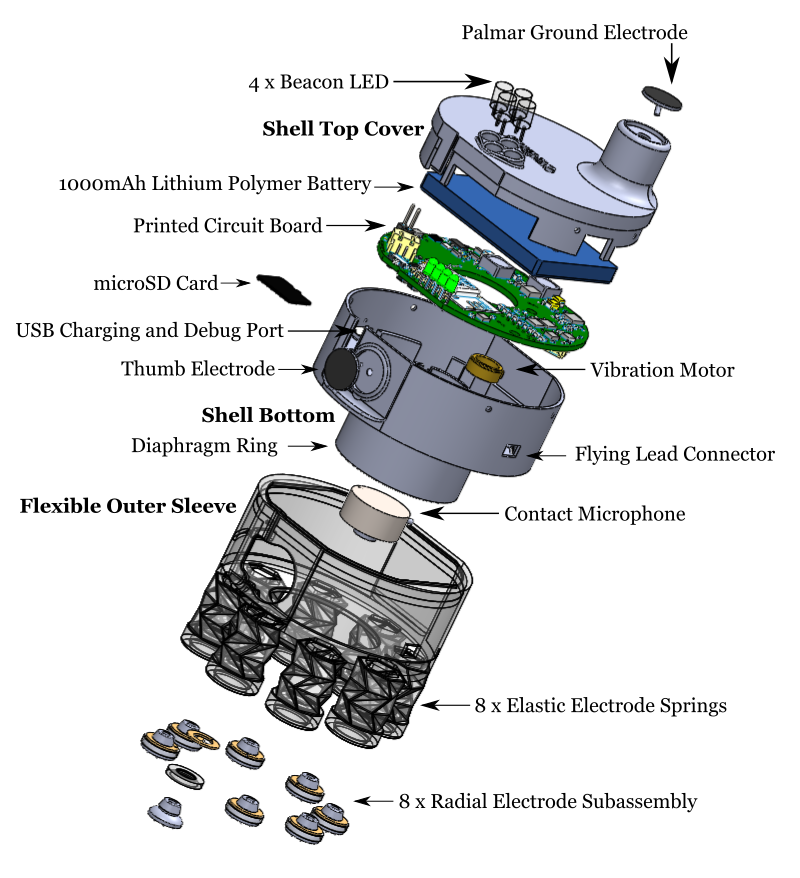 Palmar Ground Electrode
4 x Beacon LED
Shell Top Cover
1000mAh Lithium Polymer Battery
Printed Circuit Board
microSD Card
USB Charging and Debug Port
Thumb Electrode
Vibration Motor
Shell Bottom
Diaphragm Ring
Flying Lead Connector
Flexible Outer Sleeve
Contact Microphone
8 x Elastic Electrode Springs
8 x Radial Electrode Subassembly